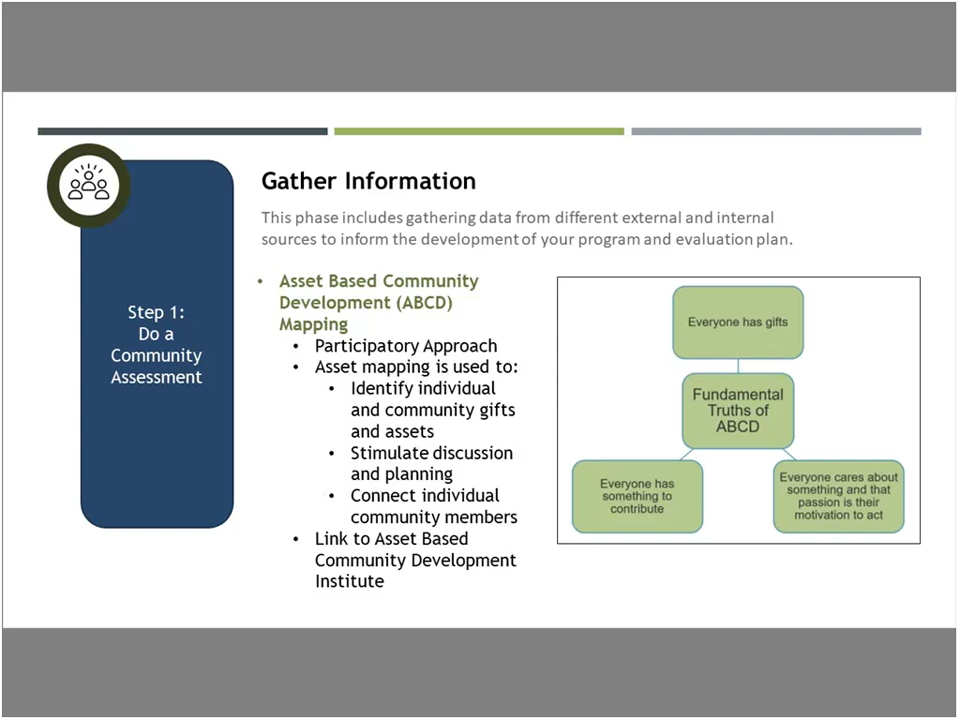 Step 1:
Do a
Community
Assessment
Gather Information
This phase includes gathering data from different external and internal
sources to inform the development of your program and evaluation plan.
• Asset Based Community
Development (ABCD)
Mapping
• Participatory Approach
• Asset mapping is used to:
• Identify individual
and community gifts
and assets
• Stimulate discussion
and planning
• Connect individual
community members
• Link to Asset Based
Community Development
Institute
Everyone has gifts
Fundamental
Truths of
ABCD
Everyone has
something to
contribute
Everyone cares about
something and that
passion is their
motivation to act